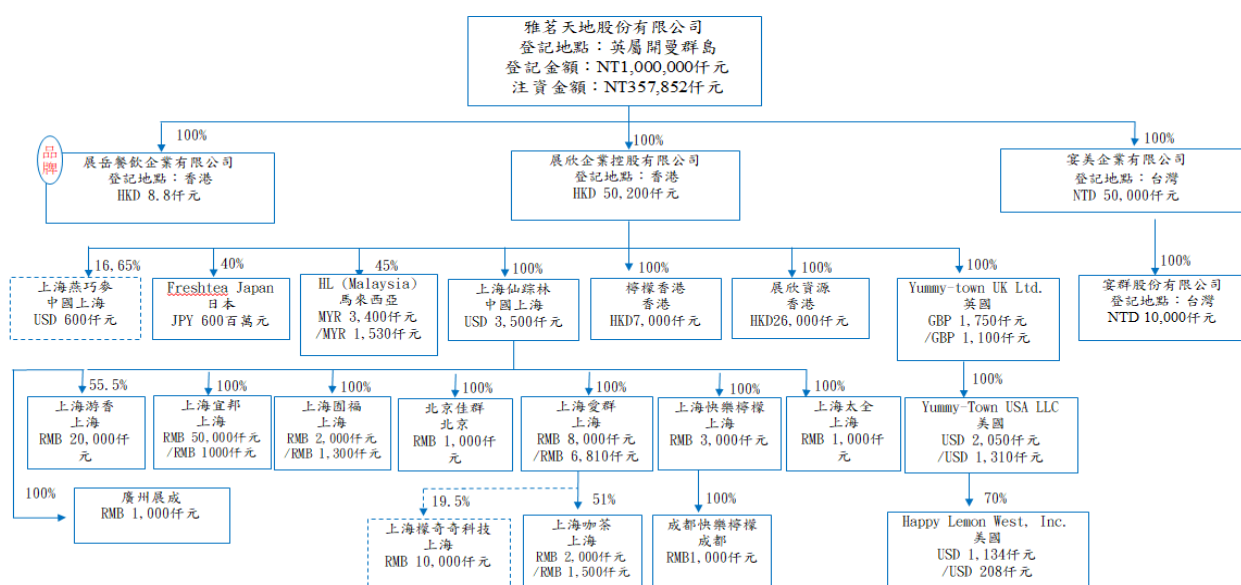 雅茗天地股份有限公司
登記地點：英屬開曼群島
登記金額：NT1,000,000仟元
注資金額：NT357,852仟元
100%
100%
100%
品牌
展岳餐飲企業有限公司
登記地點：香港
HKD 8.8仟元
展欣企業控股有限公司
登記地點：香港
HKD 50,200仟元
宴美企業有限公司
登記地點：台灣
NTD 50,000仟元
16,65%
40%
45%
100%
100%
100%
100%
100%
上海燕巧參
中國上海
USD 600仟元
Freshtea Japan
日本
JPY 600百萬元
HL (Malaysia)
馬來西亞
MYR 3,400仟元
/MYR 1,530仟元
上海仙踪林
中國上海
USD 3,500仟元
檸檬香港
香港
HKD7,000仟元
展欣資源
香港
HKD26,000仟元
Yummy-town UK Ltd.
英國
GBP 1,750仟元
/GBP 1,100仟元
宴群股份有限公司
登記地點：台灣
NTD 10,000仟元
55.5%
100%
100%
100%
100%
100%
100%
100%
上海游香
上海
RMB 20,000仟
元
上海宜邦
上海
RMB 50,000仟元
/RMB 1000仟元
上海圄福
上海
RMB 2,000仟元
/RMB 1,300仟元
北京佳群
北京
RMB 1,000仟
元
上海愛群
上海
RMB 8,000仟元
/RMB 6,810仟元
上海快樂檸檬
上海
RMB 3,000仟元
上海太全
上海
RMB 1,000仟
元
Yummy-Town USA LLC
美國
USD 2,050仟元
/USD 1,310仟元
100%
19.5%
51%
100%
70%
廣州展成
RMB 1,000仟元
上海檬奇奇科技
上海
RMB 10,000仟元
上海咖茶
上海
RMB 2,000仟元
/RMB 1,500仟元
成都快樂檸檬
成都
RMB1,000仟元
Happy Lemon West, Inc.
美國
USD 1,134仟元
/USD 208仟元